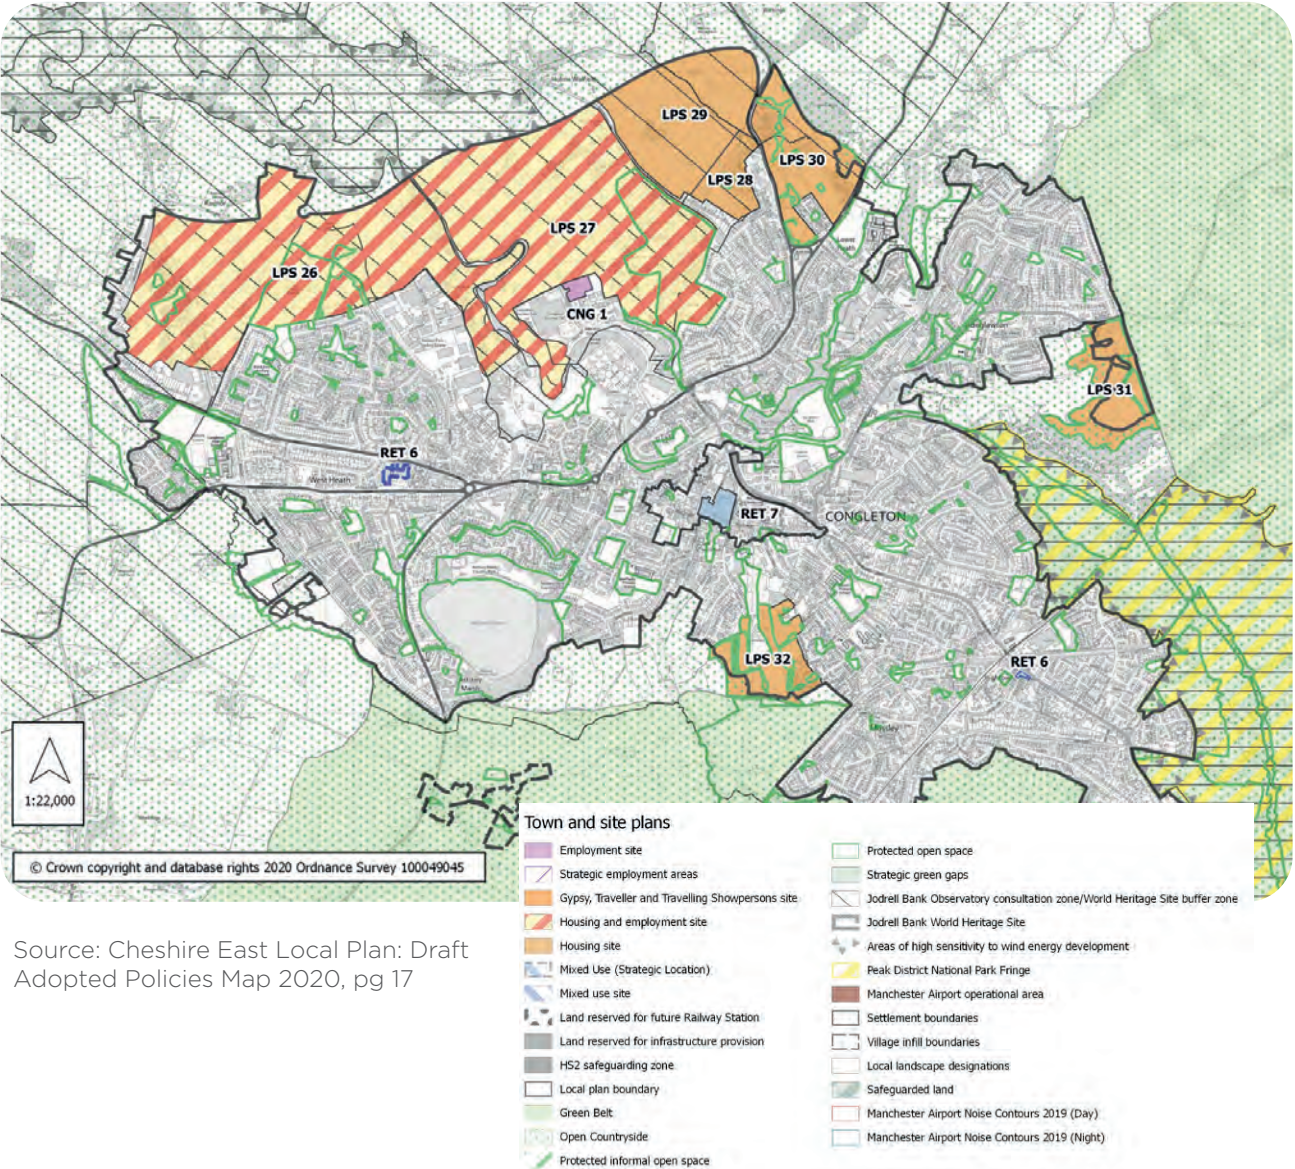 LPS 29
LPS 30
LPS 28
LPS 27
LPS 26
CNG 1
LPS 31
RET 6
West Heath
RET 7
CONGLETON
LPS 32
RET 6
Mossley
1:22,000
© Crown copyright and database rights 2020 Ordnance Survey 100049045
Source: Cheshire East Local Plan: Draft
Adopted Policies Map 2020, pg 17
Town and site plans
Employment site
Strategic employment areas
Gypsy, Traveller and Travelling Showpersons site
Housing and employment site
Housing site
Mixed Use (Strategic Location)
Mixed use site
Land reserved for future Railway Station
Land reserved for infrastructure provision
HS2 safeguarding zone
Local plan boundary
Green Belt
Open Countryside
Protected informal open space
Protected open space
Strategic green gaps
Jodrell Bank Observatory consultation zone/World Heritage Site buffer zone
Jodrell Bank World Heritage Site
Areas of high sensitivity to wind energy development
Peak District National Park Fringe
Manchester Airport operational area
Settlement boundaries
Village infill boundaries
Local landscape designations
Safeguarded land
Manchester Airport Noise Contours 2019 (Day)
Manchester Airport Noise Contours 2019 (Night)